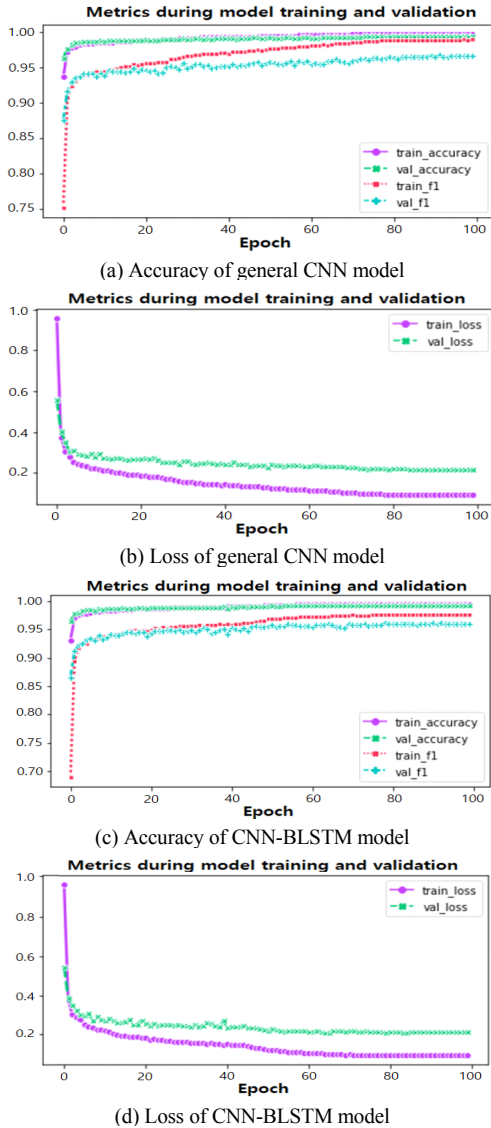 Metrics during model training and validation
1.00
0.95
0.90
0.85
0.80
0.75
train_accuracy
val_accuracy
train_f1
val_f1
0 20 40 60 80 100
Epoch
(a) Accuracy of general CNN model
Metrics during model training and validation
1.0
0.8
0.6
0.4
0.2
train_loss
val_loss
0 20 40 60 80 100
Epoch
(b) Loss of general CNN model
Metrics during model training and validation
1.00
0.95
0.90
0.85
0.80
0.75
0.70
train_accuracy
val_accuracy
train_f1
val_f1
0 20 40 60 80 100
Epoch
(c) Accuracy of CNN-BLSTM model
Metrics during model training and validation
1.0
0.8
0.6
0.4
0.2
train_loss
val_loss
0 20 40 60 80 100
Epoch
(d) Loss of CNN-BLSTM model